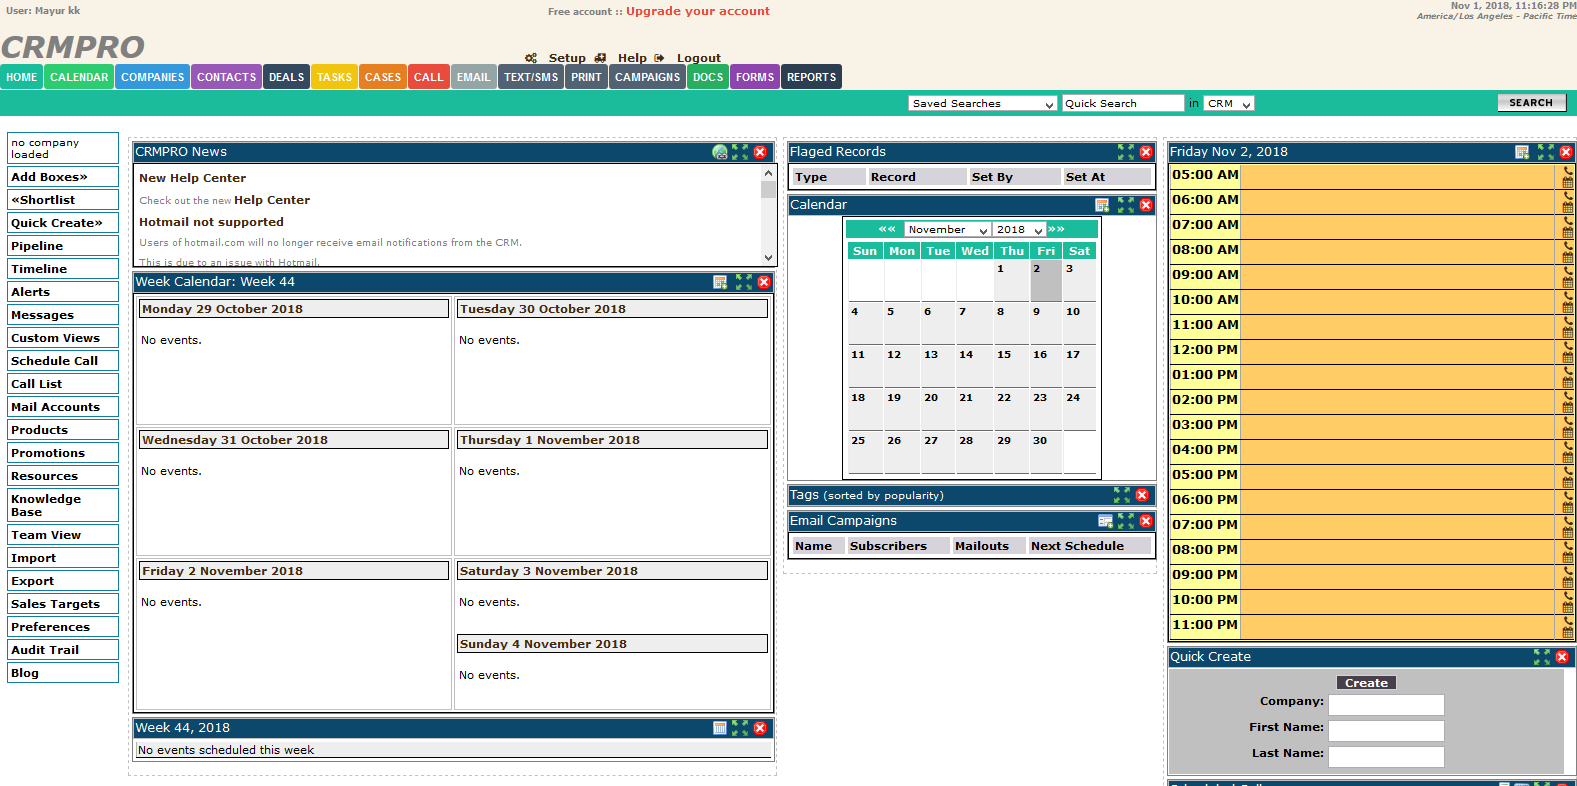 User: Mayur kk
Free account :: Upgrade your account
Nov 1, 2018, 11:16:28 PM
America/Los Angeles - Pacific Time
CRMPRO
Setup Help Logout
HOME CALENDAR COMPANIES CONTACTS DEALS TASKS CASES CALL EMAIL TEXT/SMS PRINT CAMPAIGNS DOCS FORMS REPORTS
Saved Searches Quick Search in CRM SEARCH
no company
loaded
Add Boxes»
«Shortlist
Quick Create»
Pipeline
Timeline
Alerts
Messages
Custom Views
Schedule Call
Call List
Mail Accounts
Products
Promotions
Resources
Knowledge
Base
Team View
Import
Export
Sales Targets
Preferences
Audit Trail
Blog
CRMPRO News
New Help Center
Check out the new Help Center
Hotmail not supported
Users of hotmail.com will no longer receive email notifications from the CRM.
This is due to an issue with Hotmail.
Week Calendar: Week 44
Monday 29 October 2018
No events.
Tuesday 30 October 2018
No events.
Wednesday 31 October 2018
No events.
Thursday 1 November 2018
No events.
Friday 2 November 2018
No events.
Saturday 3 November 2018
No events.
Sunday 4 November 2018
No events.
Week 44, 2018
No events scheduled this week
Flaged Records
Type Record Set By Set At
Calendar
«« November 2018 »»
Sun Mon Tue Wed Thu Fri Sat
1 2 3
4 5 6 7 8 9 10
11 12 13 14 15 16 17
18 19 20 21 22 23 24
25 26 27 28 29 30
Tags (sorted by popularity)
Email Campaigns
Name Subscribers Mailouts Next Schedule
Friday Nov 2, 2018
05:00 AM
06:00 AM
07:00 AM
08:00 AM
09:00 AM
10:00 AM
11:00 AM
12:00 PM
01:00 PM
02:00 PM
03:00 PM
04:00 PM
05:00 PM
06:00 PM
07:00 PM
08:00 PM
09:00 PM
10:00 PM
11:00 PM
Quick Create
Create
Company:
First Name:
Last Name: